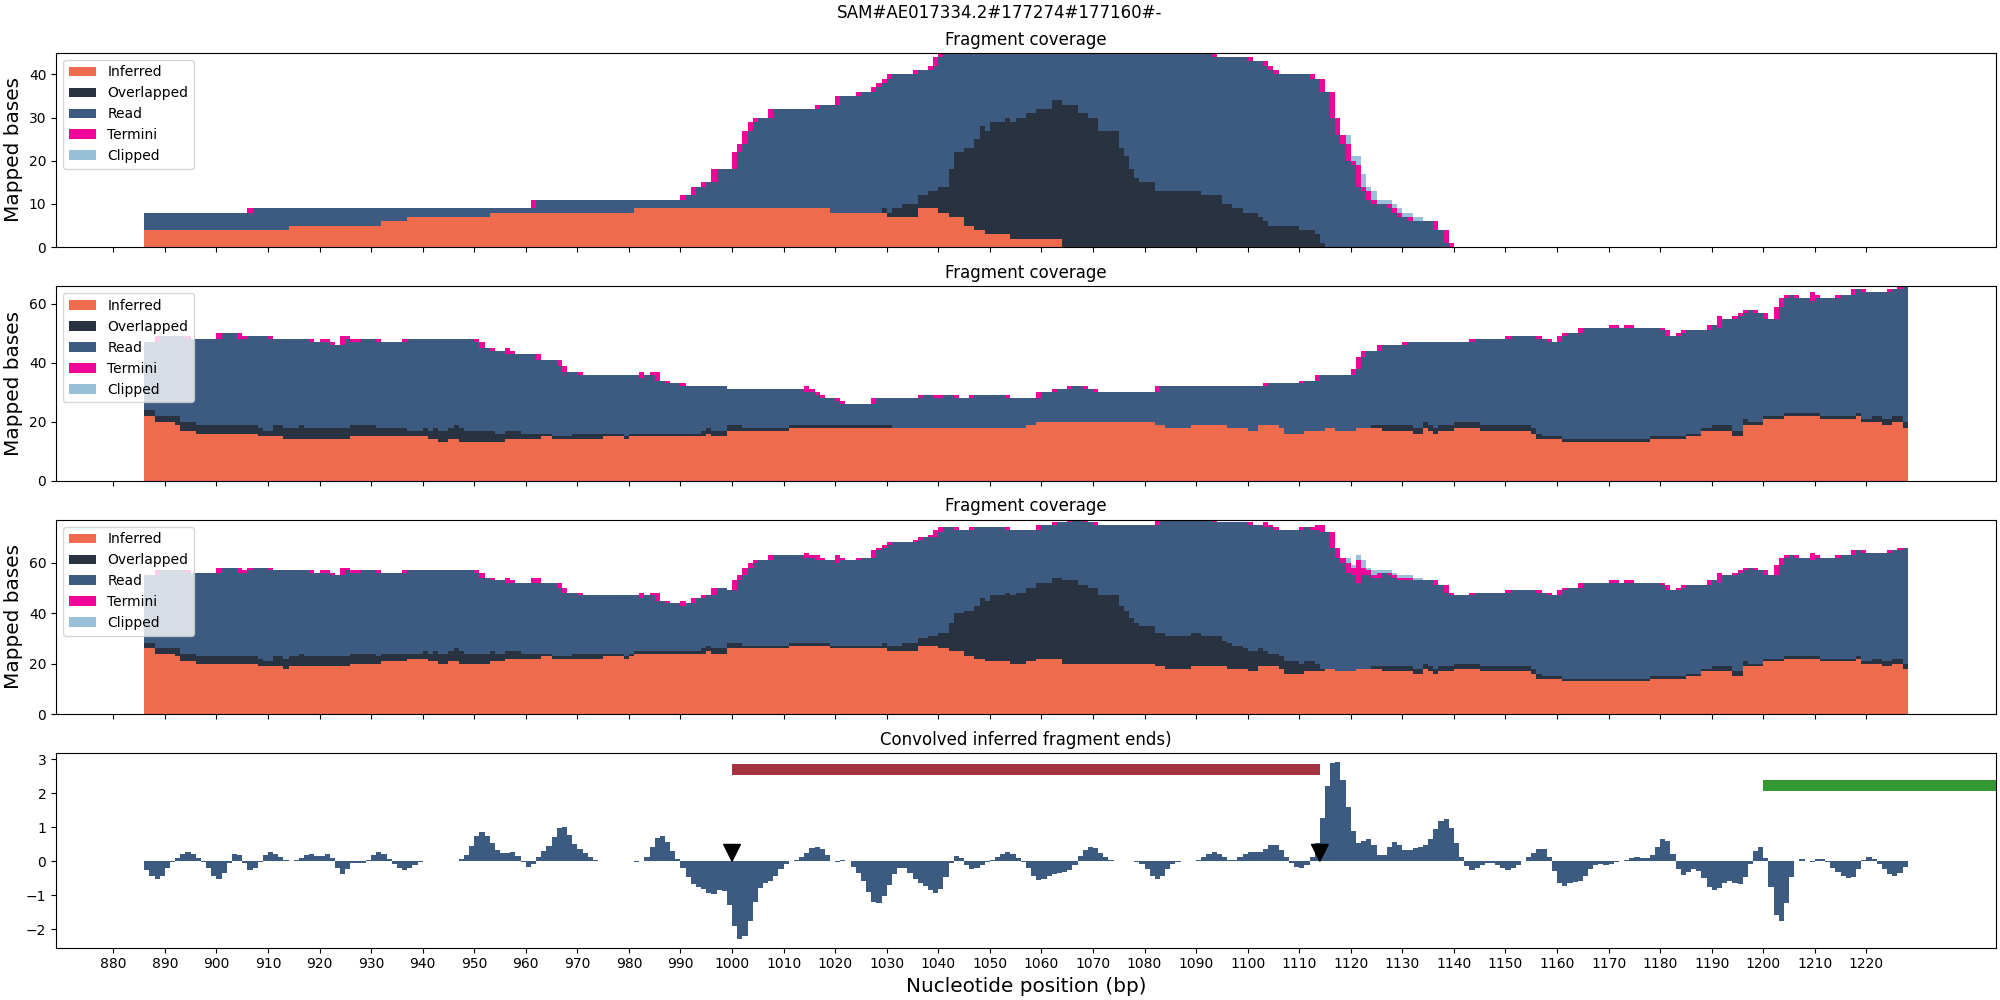 SAM#AE017334.2#177274#177160#-
Fragment coverage
Mapped bases
40
30
20
10
0
Inferred
Overlapped
Read
Termini
Clipped
Fragment coverage
Mapped bases
60
40
20
0
Inferred
Overlapped
Read
Termini
Clipped
Fragment coverage
Mapped bases
60
40
20
0
Inferred
Overlapped
Read
Termini
Clipped
Convolved inferred fragment ends)
3
2
1
0
−1
−2
880 890 900 910 920 930 940 950 960 970 980 990 1000 1010 1020 1030 1040 1050 1060 1070 1080 1090 1100 1110 1120 1130 1140 1150 1160 1170 1180 1190 1200 1210 1220
Nucleotide position (bp)